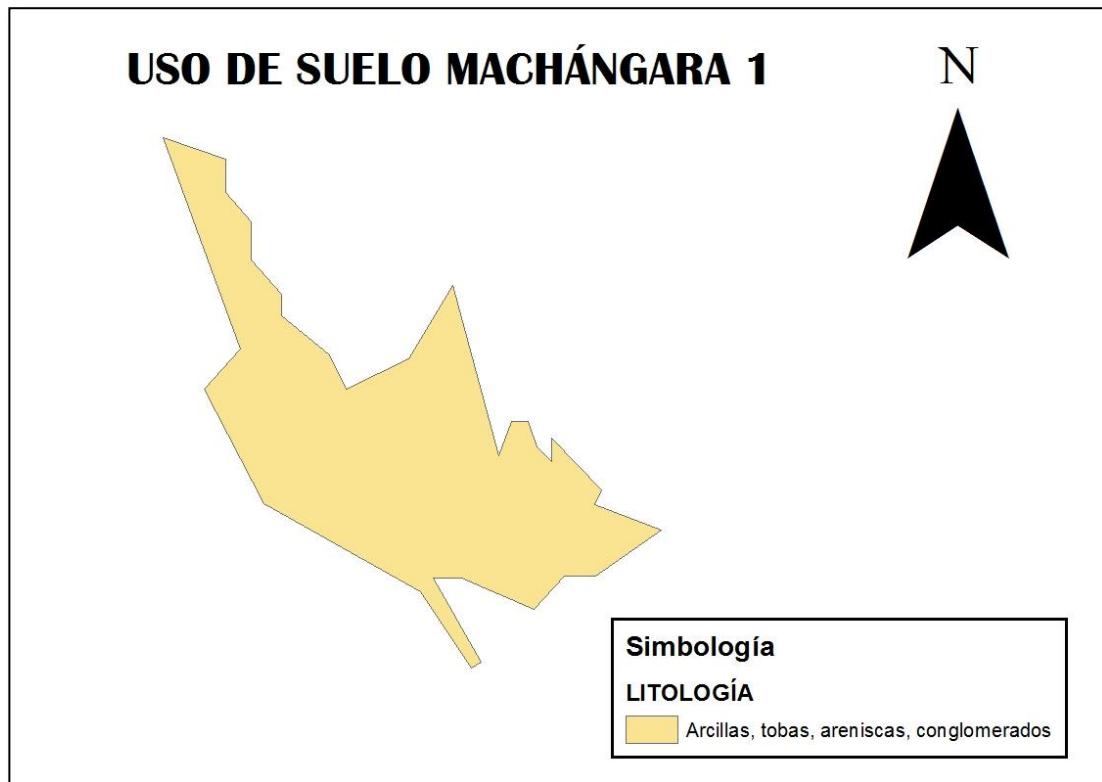 USO DE SUELO MACHÁNGARA 1
N
Simbología
LITOLOGÍA
Arcillas, tobas, areniscas, conglomerados